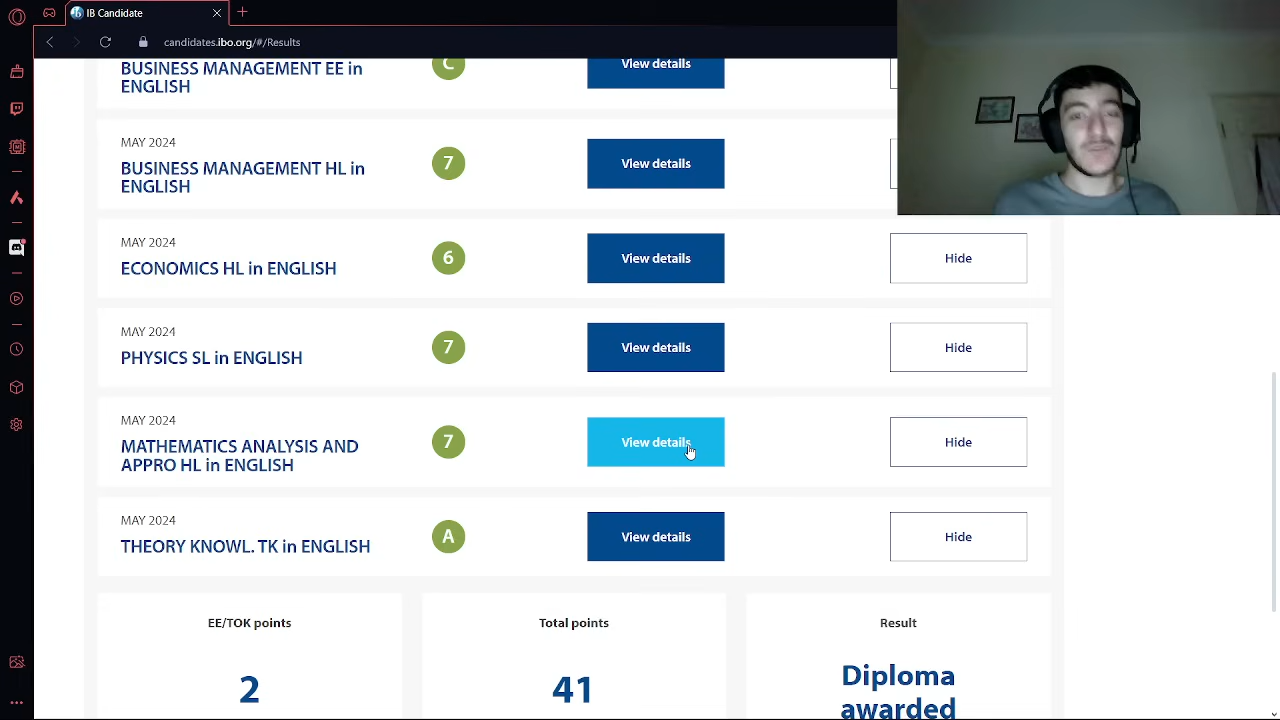 IB Candidate
candidates.ibo.org/#/Results
BUSINESS MANAGEMENT EE in
ENGLISH
C
View details
MAY 2024
BUSINESS MANAGEMENT HL in
ENGLISH
7
View details
MAY 2024
ECONOMICS HL in ENGLISH
6
View details
Hide
MAY 2024
PHYSICS SL in ENGLISH
7
View details
Hide
MAY 2024
MATHEMATICS ANALYSIS AND
APPRO HL in ENGLISH
7
View details
Hide
MAY 2024
THEORY KNOWL. TK in ENGLISH
A
View details
Hide
EE/TOK points
2
Total points
41
Result
Diploma
awarded